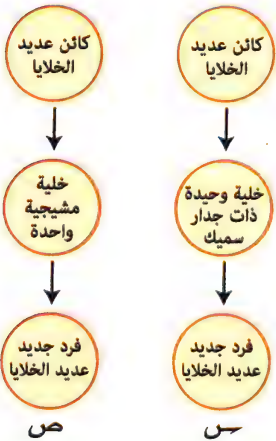 كائن عديد
الخلايا
خلية وحيدة
ذات جدار
سميك
فرد جديد
عديد الخلايا
س
كائن عديد
الخلايا
خلية
مشيجية
واحدة
فرد جديد
عديد الخلايا
ص